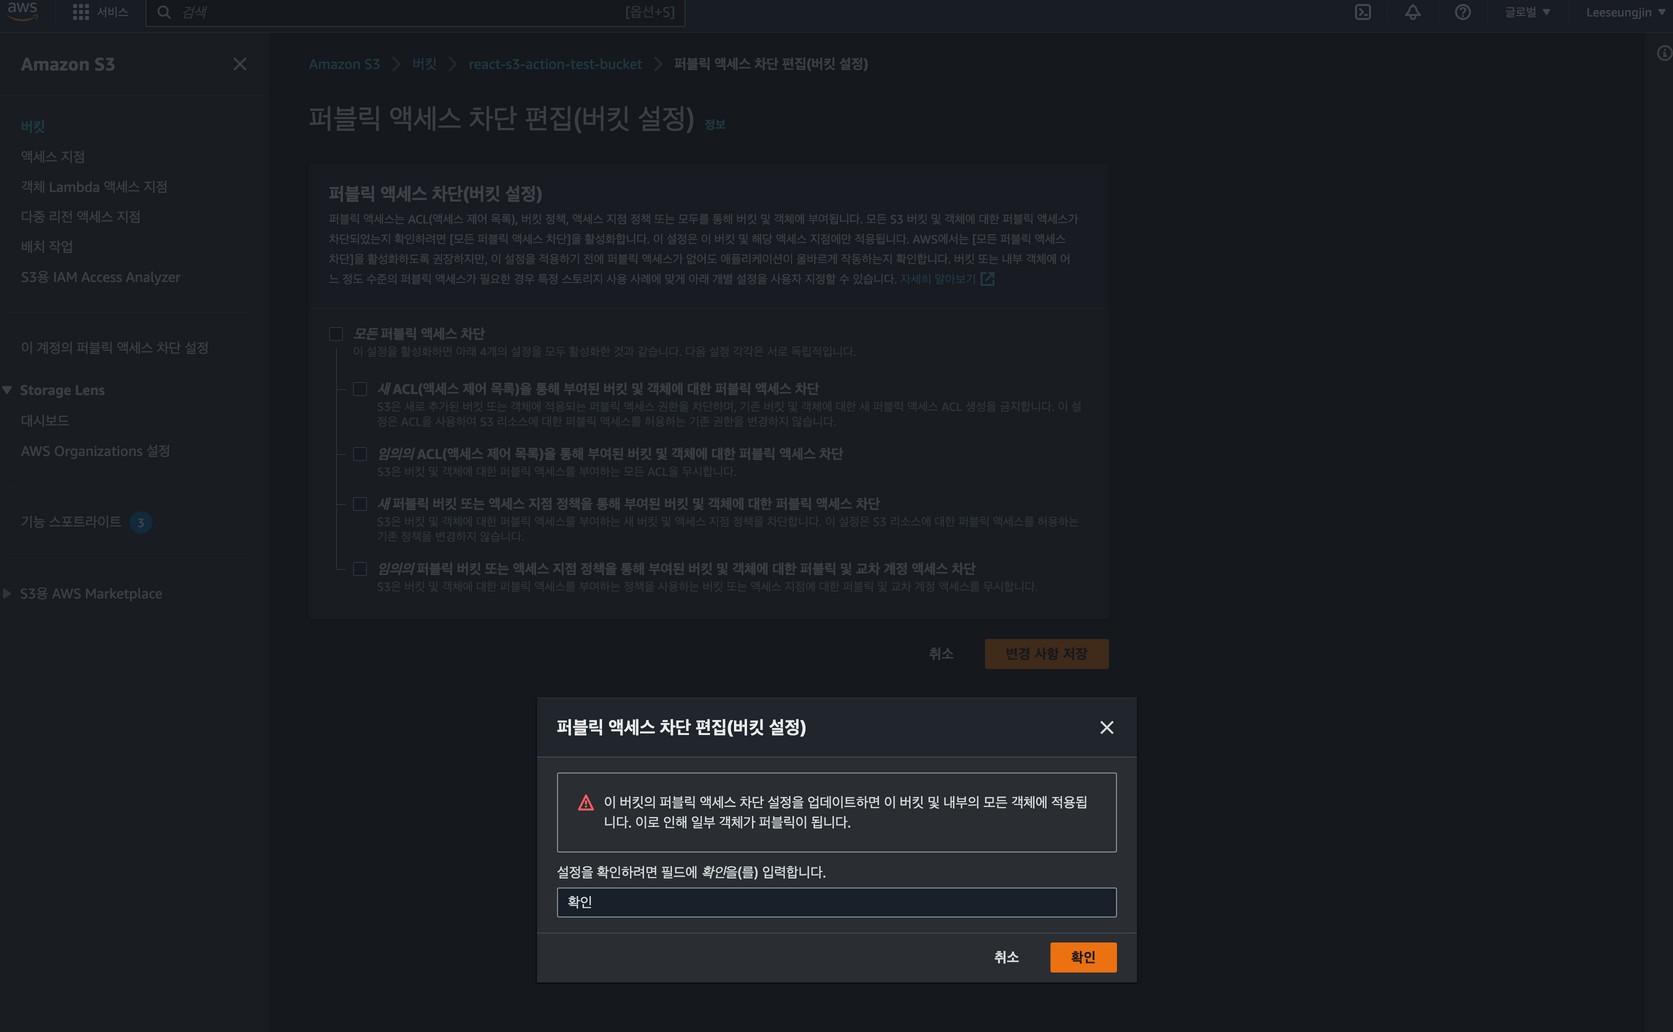 aws
서비스
검색
[옵션+S]
글로벌
Leeseungjin
Amazon S3
버킷
액세스 지점
객체 Lambda 액세스 지점
다중 리전 액세스 지점
배치 작업
S3용 IAM Access Analyzer
이 계정의 퍼블릭 액세스 차단 설정
Storage Lens
대시보드
AWS Organizations 설정
기능 스포트라이트 3
S3용 AWS Marketplace
Amazon S3 > 버킷 > react-s3-action-test-bucket > 퍼블릭 액세스 차단 편집(버킷 설정)
퍼블릭 액세스 차단 편집(버킷 설정) 정보
퍼블릭 액세스 차단(버킷 설정)
퍼블릭 액세스는 ACL(액세스 제어 목록), 버킷 정책, 액세스 지점 정책 또는 모두를 통해 버킷 및 객체에 부여됩니다. 모든 S3 버킷 및 객체에 대한 퍼블릭 액세스가
차단되었는지 확인하려면 [모든 퍼블릭 액세스 차단]을 활성화합니다. 이 설정은 이 버킷 및 해당 액세스 지점에만 적용됩니다. AWS에서는 [모든 퍼블릭 액세스
차단]을 활성화하도록 권장하지만, 이 설정을 적용하기 전에 퍼블릭 액세스가 없어도 애플리케이션이 올바르게 작동하는지 확인합니다. 버킷 또는 내부 객체에 어
느 정도 수준의 퍼블릭 액세스가 필요한 경우 특정 스토리지 사용 사례에 맞게 아래 개별 설정을 사용자 지정할 수 있습니다. 자세히 알아보기
모든 퍼블릭 액세스 차단
이 설정을 활성화하면 아래 4개의 설정을 모두 활성화한 것과 같습니다. 다음 설정 각각은 서로 독립적입니다.
새 ACL(액세스 제어 목록)을 통해 부여된 버킷 및 객체에 대한 퍼블릭 액세스 차단
S3은 새로 추가된 버킷 또는 객체에 적용되는 퍼블릭 액세스 권한을 차단하며, 기존 버킷 및 객체에 대한 새 퍼블릭 액세스 ACL 생성을 금지합니다. 이 설
정은 ACL을 사용하여 S3 리소스에 대한 퍼블릭 액세스를 허용하는 기존 권한을 변경하지 않습니다.
임의의 ACL(액세스 제어 목록)을 통해 부여된 버킷 및 객체에 대한 퍼블릭 액세스 차단
S3은 버킷 및 객체에 대한 퍼블릭 액세스를 부여하는 모든 ACL을 무시합니다.
새 퍼블릭 버킷 또는 액세스 지점 정책을 통해 부여된 버킷 및 객체에 대한 퍼블릭 액세스 차단
S3은 버킷 및 객체에 대한 퍼블릭 액세스를 부여하는 새 버킷 및 액세스 지점 정책을 차단합니다. 이 설정은 S3 리소스에 대한 퍼블릭 액세스를 허용하는
기존 정책을 변경하지 않습니다.
임의의 퍼블릭 버킷 또는 액세스 지점 정책을 통해 부여된 버킷 및 객체에 대한 퍼블릭 및 교차 계정 액세스 차단
S3은 버킷 및 객체에 대한 퍼블릭 액세스를 부여하는 정책을 사용하는 버킷 또는 액세스 지점에 대한 퍼블릭 및 교차 계정 액세스를 무시합니다.
취소
변경 사항 저장
퍼블릭 액세스 차단 편집(버킷 설정)
이 버킷의 퍼블릭 액세스 차단 설정을 업데이트하면 이 버킷 및 내부의 모든 객체에 적용됩
니다. 이로 인해 일부 객체가 퍼블릭이 됩니다.
설정을 확인하려면 필드에 확인을(를) 입력합니다.
확인
취소
확인